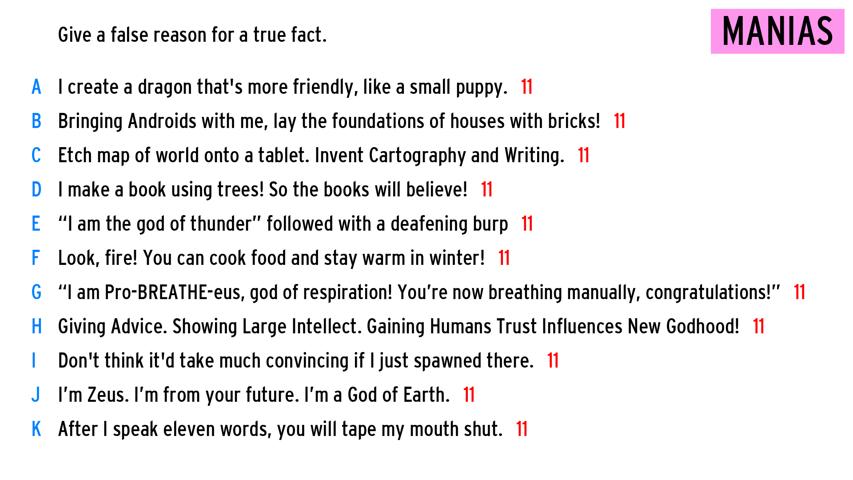 Give a false reason for a true fact.
MANIAS
A I create a dragon that's more friendly, like a small puppy. 11
B Bringing Androids with me, lay the foundations of houses with bricks! 11
C Etch map of world onto a tablet. Invent Cartography and Writing. 11
D I make a book using trees! So the books will believe! 11
E “I am the god of thunder” followed with a deafening burp 11
F Look, fire! You can cook food and stay warm in winter! 11
G “I am Pro-BREATHE-eus, god of respiration! You’re now breathing manually, congratulations!” 11
H Giving Advice. Showing Large Intellect. Gaining Humans Trust Influences New Godhood! 11
I Don't think it'd take much convincing if I just spawned there. 11
J I’m Zeus. I’m from your future. I’m a God of Earth. 11
K After I speak eleven words, you will tape my mouth shut. 11